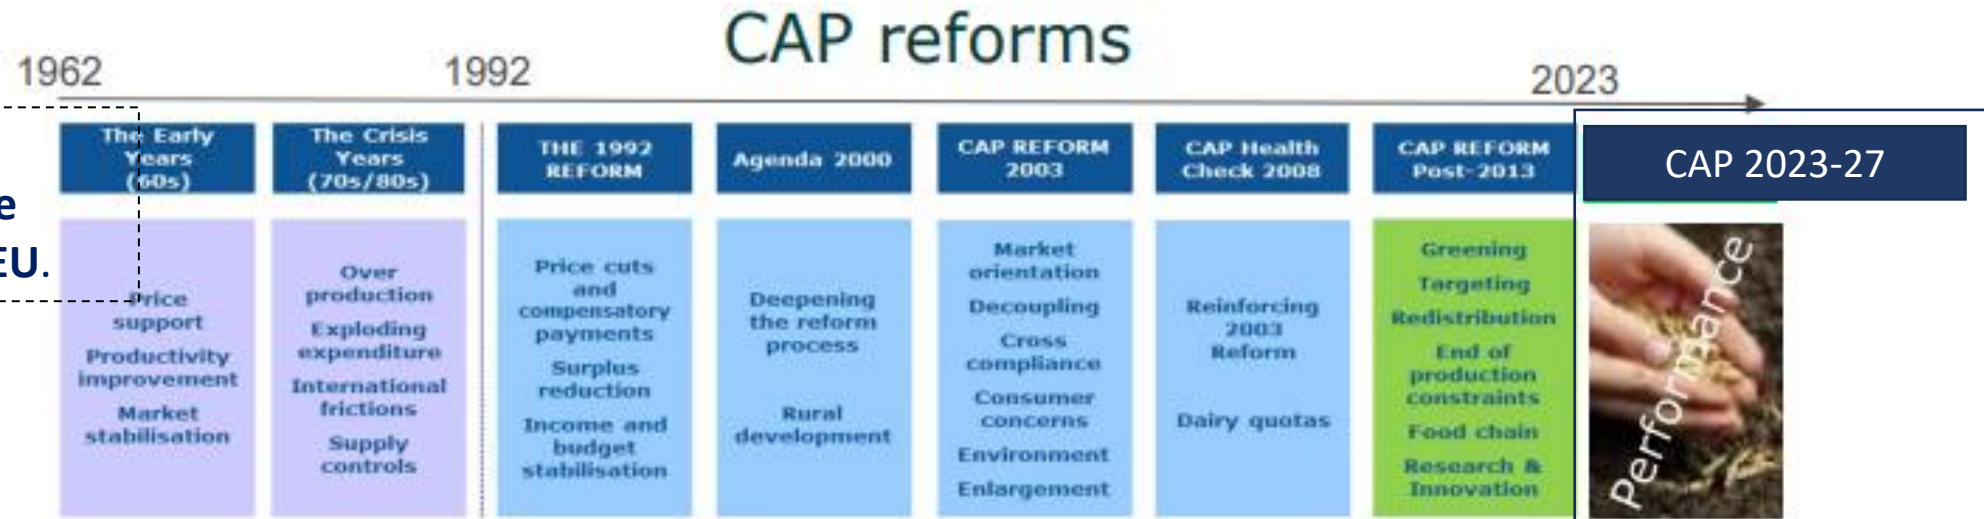 CAP reforms
1962
1992
2023
e
EU.
The Early
Years
(60s)
Price
support
Productivity
improvement
Market
stabilisation
The Crisis
Years
(70s/80s)
Over
production
Exploding
expenditure
International
frictions
Supply
controls
THE 1992
REFORM
Price cuts
and
compensatory
payments
Surplus
reduction
Income and
budget
stabilisation
Agenda 2000
Deepening
the reform
process
Rural
development
CAP REFORM
2003
Market
orientation
Decoupling
Cross
compliance
Consumer
concerns
Environment
Enlargement
CAP Health
Check 2008
Reinforcing
2003
Reform
Dairy quotas
CAP REFORM
Post-2013
Greening
Targeting
Redistribution
End of
production
constraints
Food chain
Research &
Innovation
CAP 2023-27
Performance